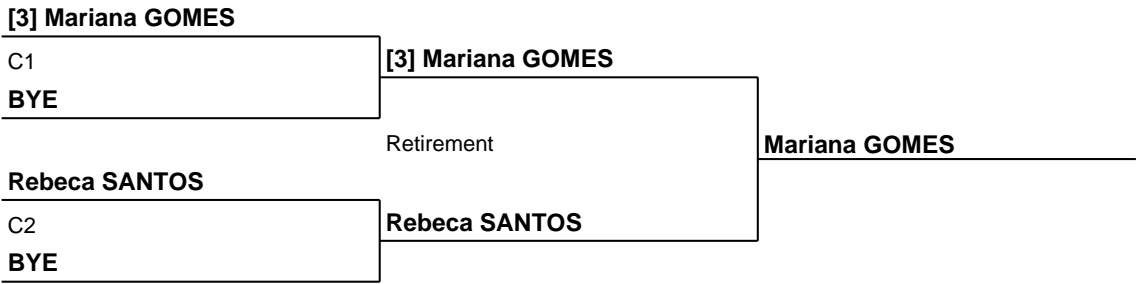 [3] Mariana GOMES
C1
[3] Mariana GOMES
BYE
Retirement
Mariana GOMES
Rebeca SANTOS
C2
Rebeca SANTOS
BYE